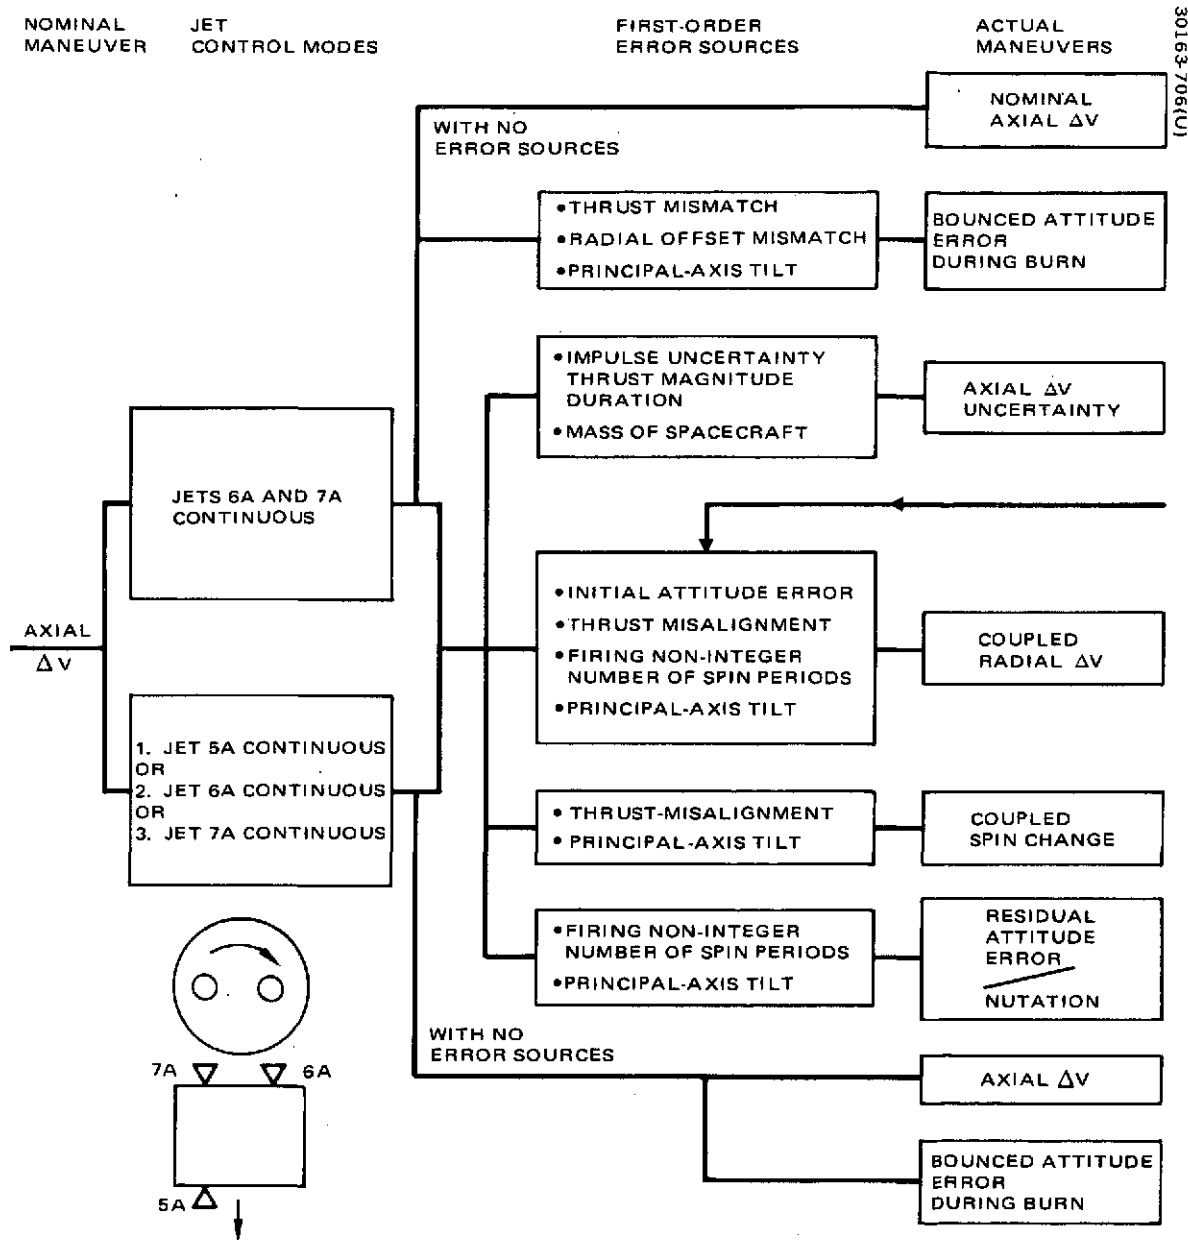 NOMINAL
MANEUVER
JET
CONTROL MODES
FIRST-ORDER
ERROR SOURCES
ACTUAL
MANEUVERS
30163-706(U)
NOMINAL
AXIAL ΔV
WITH NO
ERROR SOURCES
•THRUST MISMATCH
•RADIAL OFFSET MISMATCH
•PRINCIPAL-AXIS TILT
BOUNCED ATTITUDE
ERROR
DURING BURN
•IMPULSE UNCERTAINTY
THRUST MAGNITUDE
DURATION
•MASS OF SPACECRAFT
AXIAL ΔV
UNCERTAINTY
JETS 6A AND 7A
CONTINUOUS
•INITIAL ATTITUDE ERROR
•THRUST MISALIGNMENT
•FIRING NON-INTEGER
NUMBER OF SPIN PERIODS
•PRINCIPAL-AXIS TILT
COUPLED
RADIAL ΔV
AXIAL
ΔV
1. JET 5A CONTINUOUS
OR
2. JET 6A CONTINUOUS
OR
3. JET 7A CONTINUOUS
•THRUST-MISALIGNMENT
•PRINCIPAL-AXIS TILT
COUPLED
SPIN CHANGE
•FIRING NON-INTEGER
NUMBER OF SPIN PERIODS
•PRINCIPAL-AXIS TILT
RESIDUAL
ATTITUDE
ERROR
NUTATION
WITH NO
ERROR SOURCES
7A
6A
5A
AXIAL ΔV
BOUNCED ATTITUDE
ERROR
DURING BURN